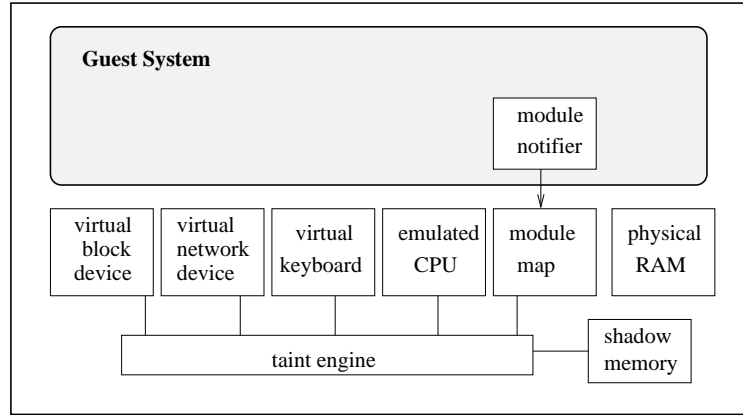 Guest System
module
notifier
virtual
block
device
virtual
network
device
virtual
keyboard
emulated
CPU
module
map
physical
RAM
taint engine
shadow
memory